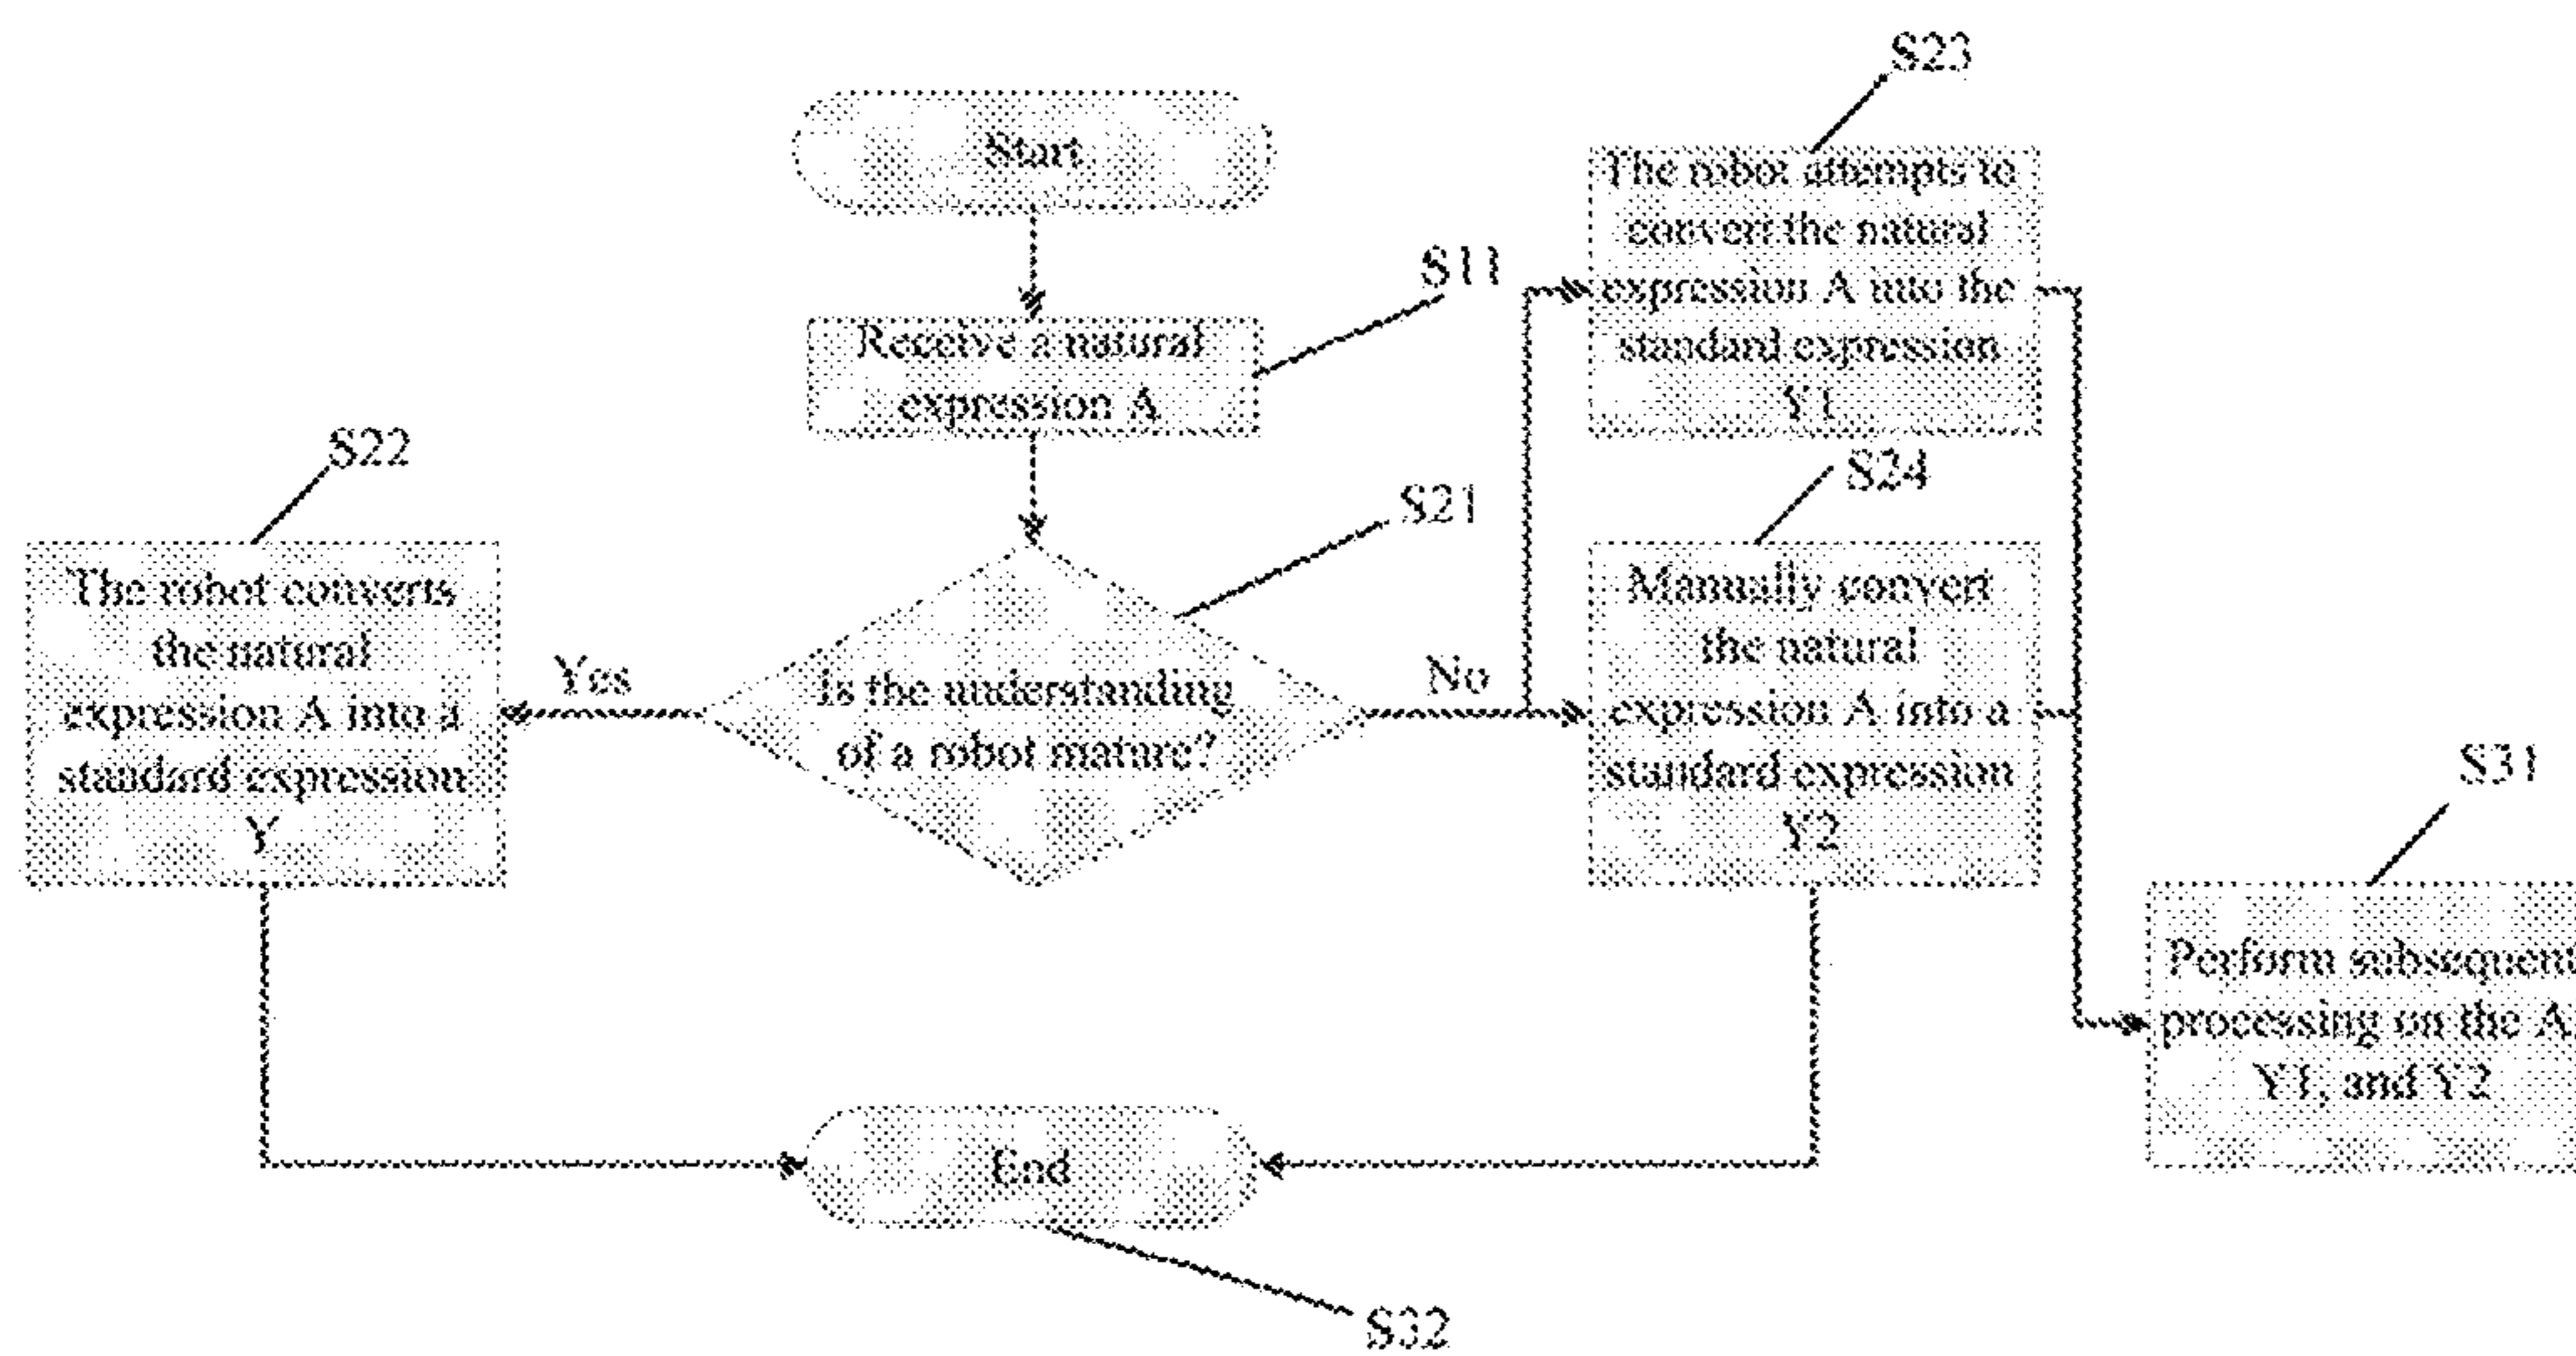 S23
Start
The robot attempts to
convert the natural
expression A into the
standard expression
Y1
S11
Receive a natural
expression A
S22
S24
S21
The robot converts
the natural
expression A into a
standard expression
Y
Yes
Is the understanding
of a robot mature?
No
Manually convert
the natural
expression A into a
standard expression
Y2
S31
Perform subsequent
processing on the A,
Y1, and Y2
End
S32